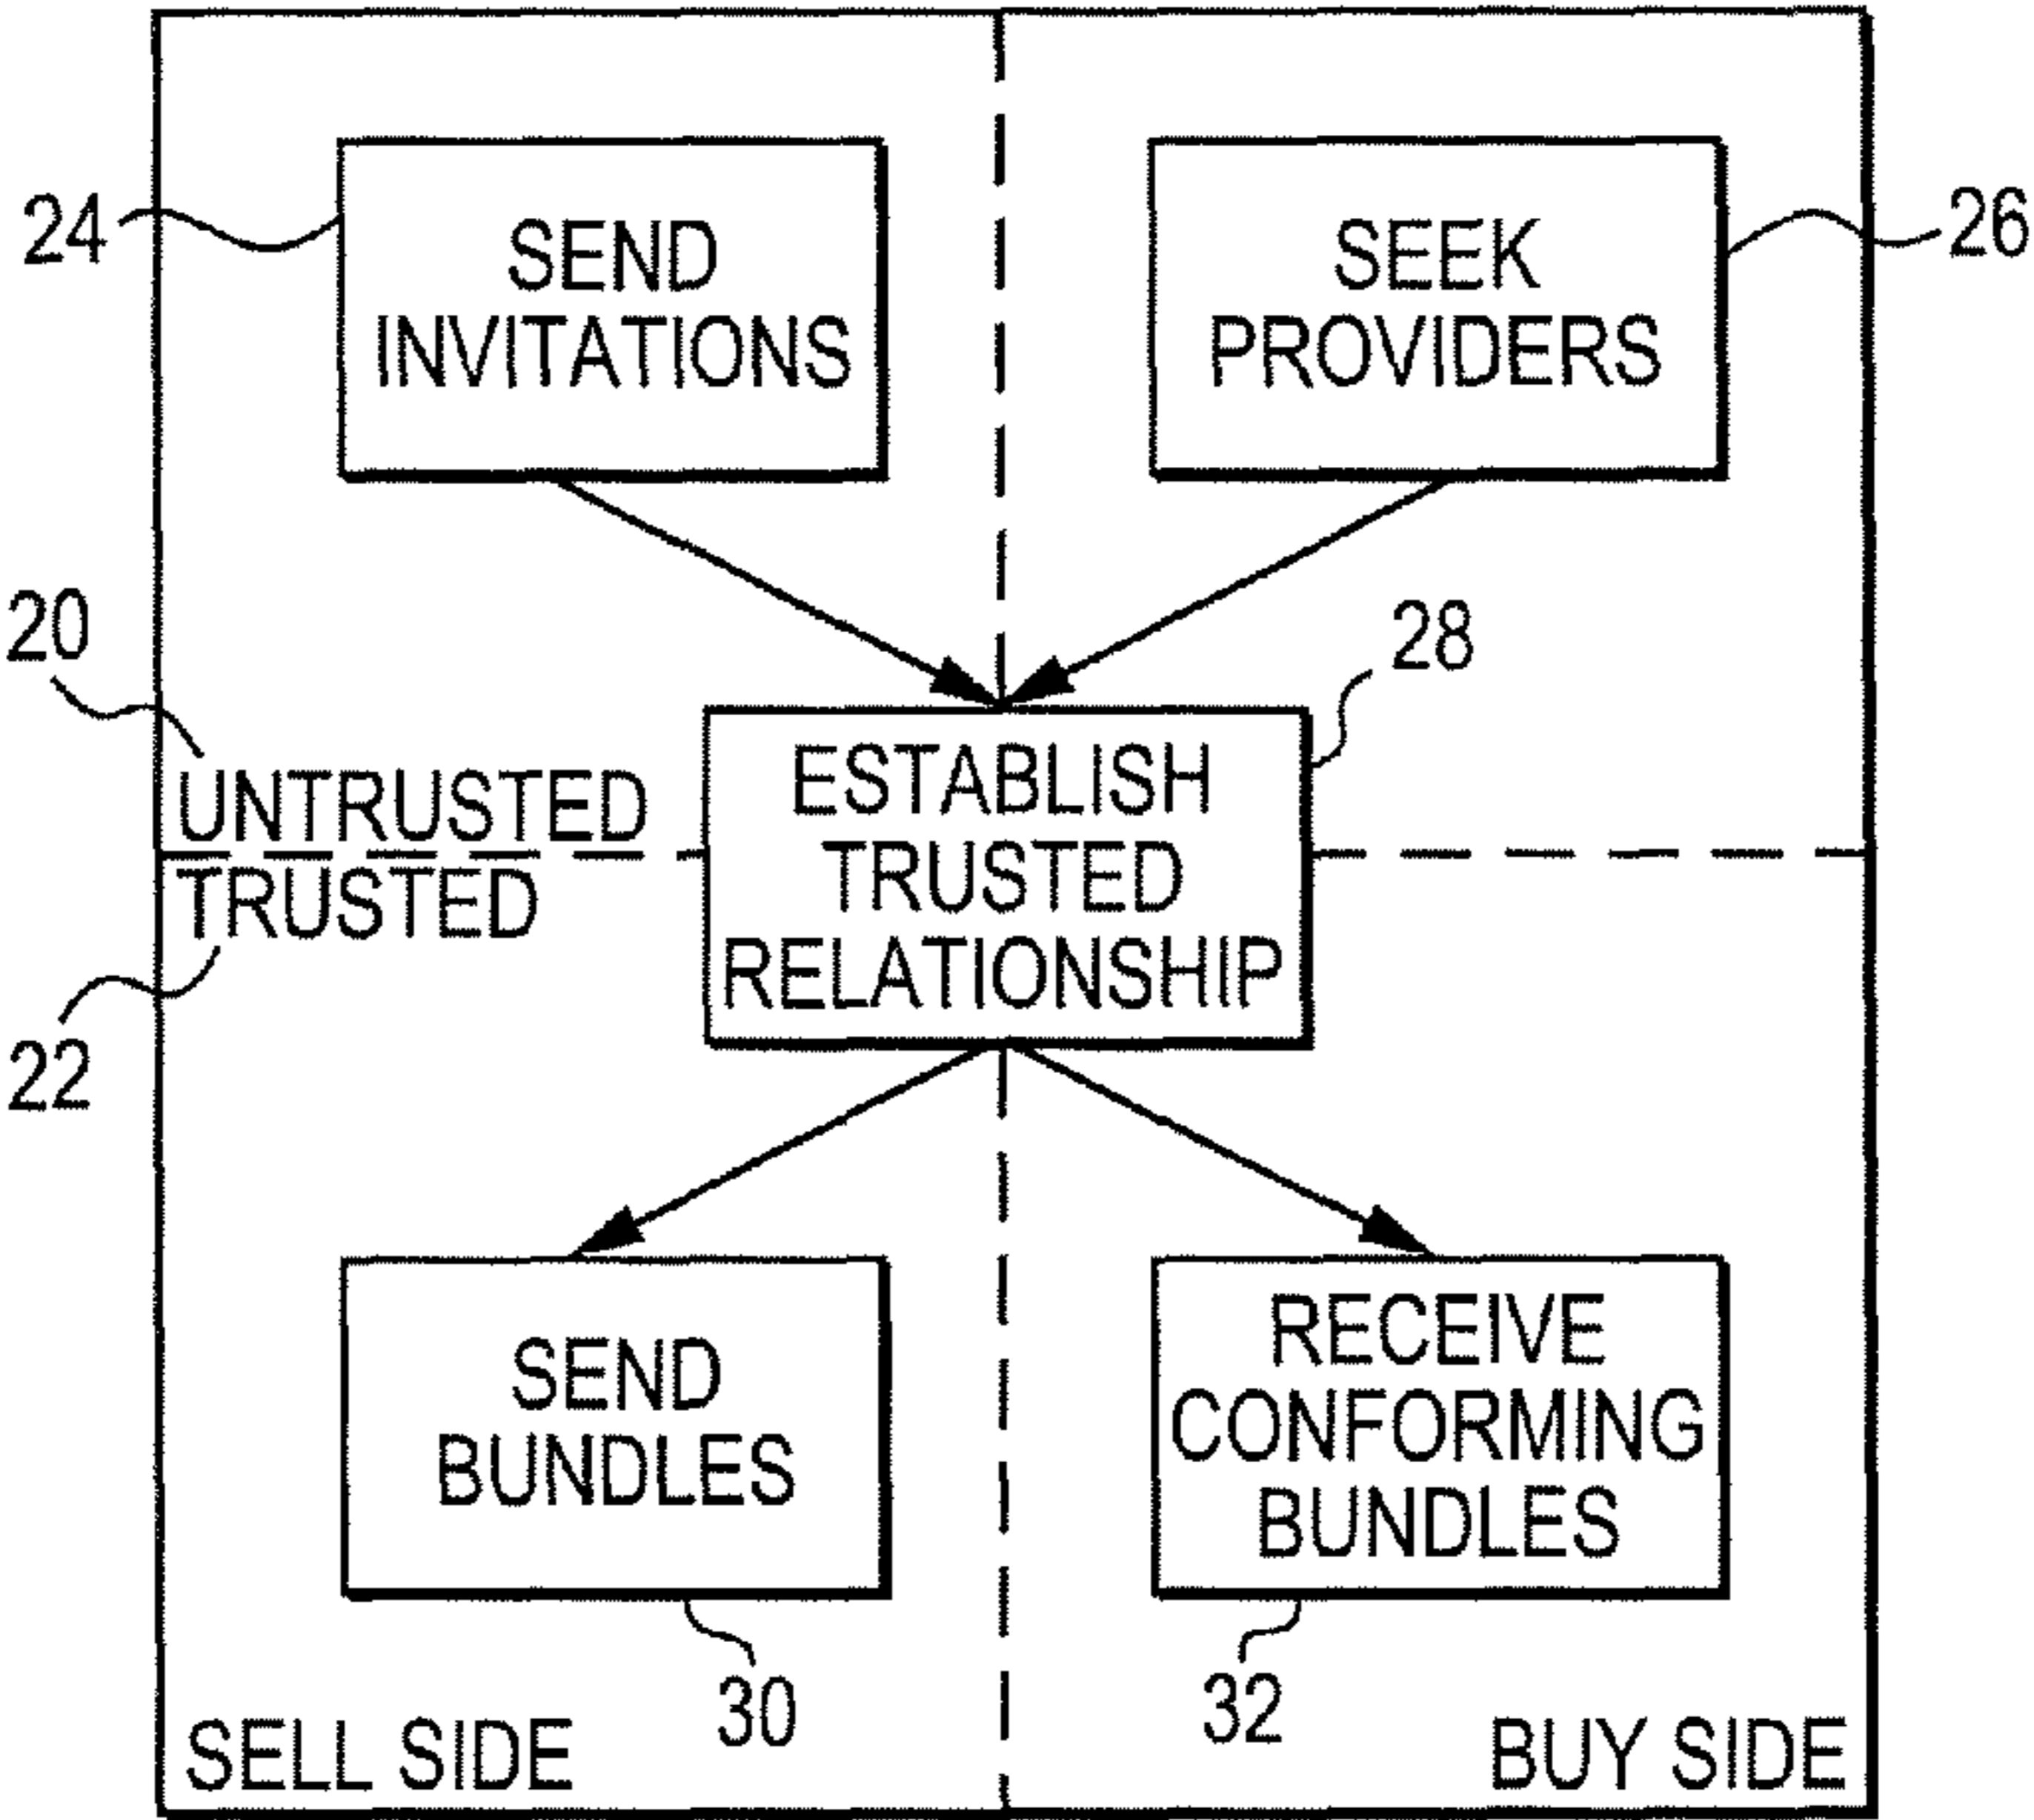 24
SEND
INVITATIONS
SEEK
PROVIDERS
26
20
28
UNTRUSTED
TRUSTED
22
ESTABLISH
TRUSTED
RELATIONSHIP
SEND
BUNDLES
RECEIVE
CONFORMING
BUNDLES
30
32
SELL SIDE
BUY SIDE